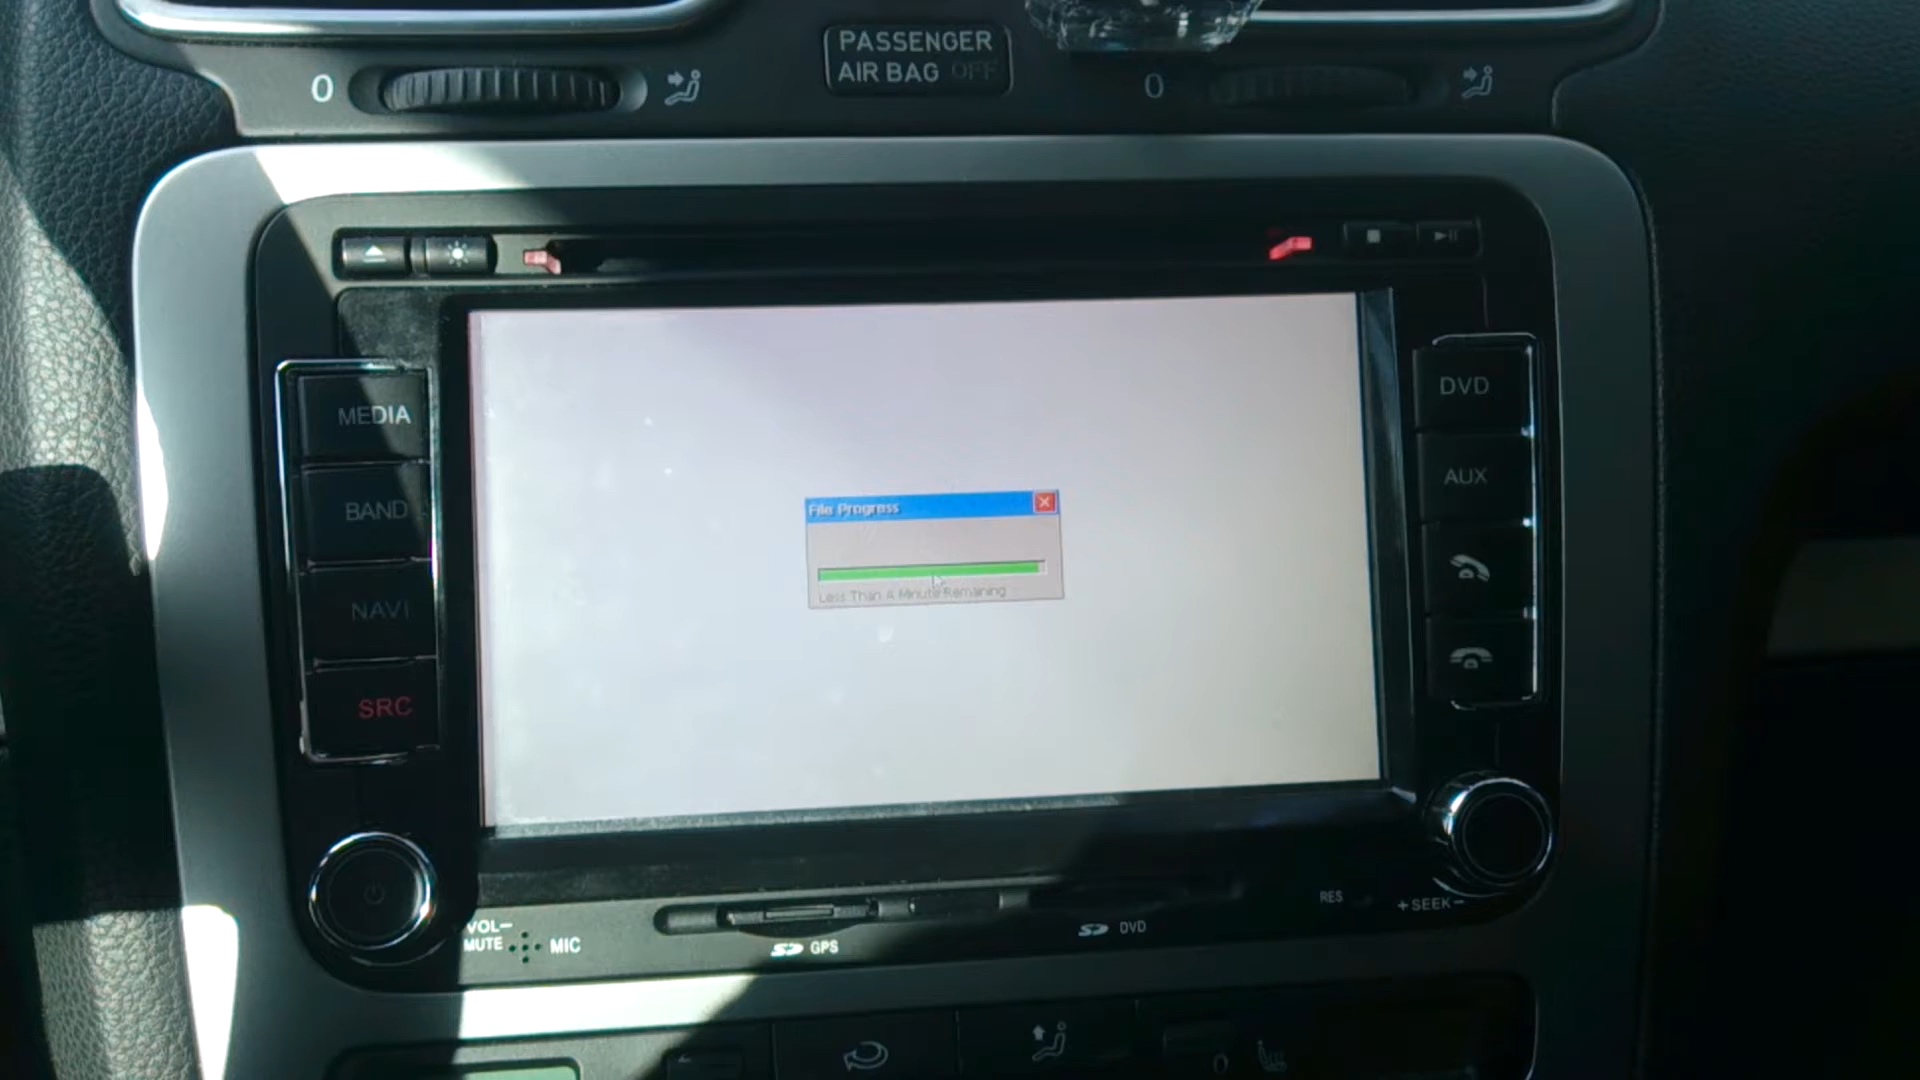 PASSENGER
AIR BAG OFF
0
0
MEDIA
BAND
NAVI
SRC
File Progress
Less Than A Minute Remaining
DVD
AUX
VOL-
MUTE
MIC
GPS
DVD
RES
+SEEK-
0